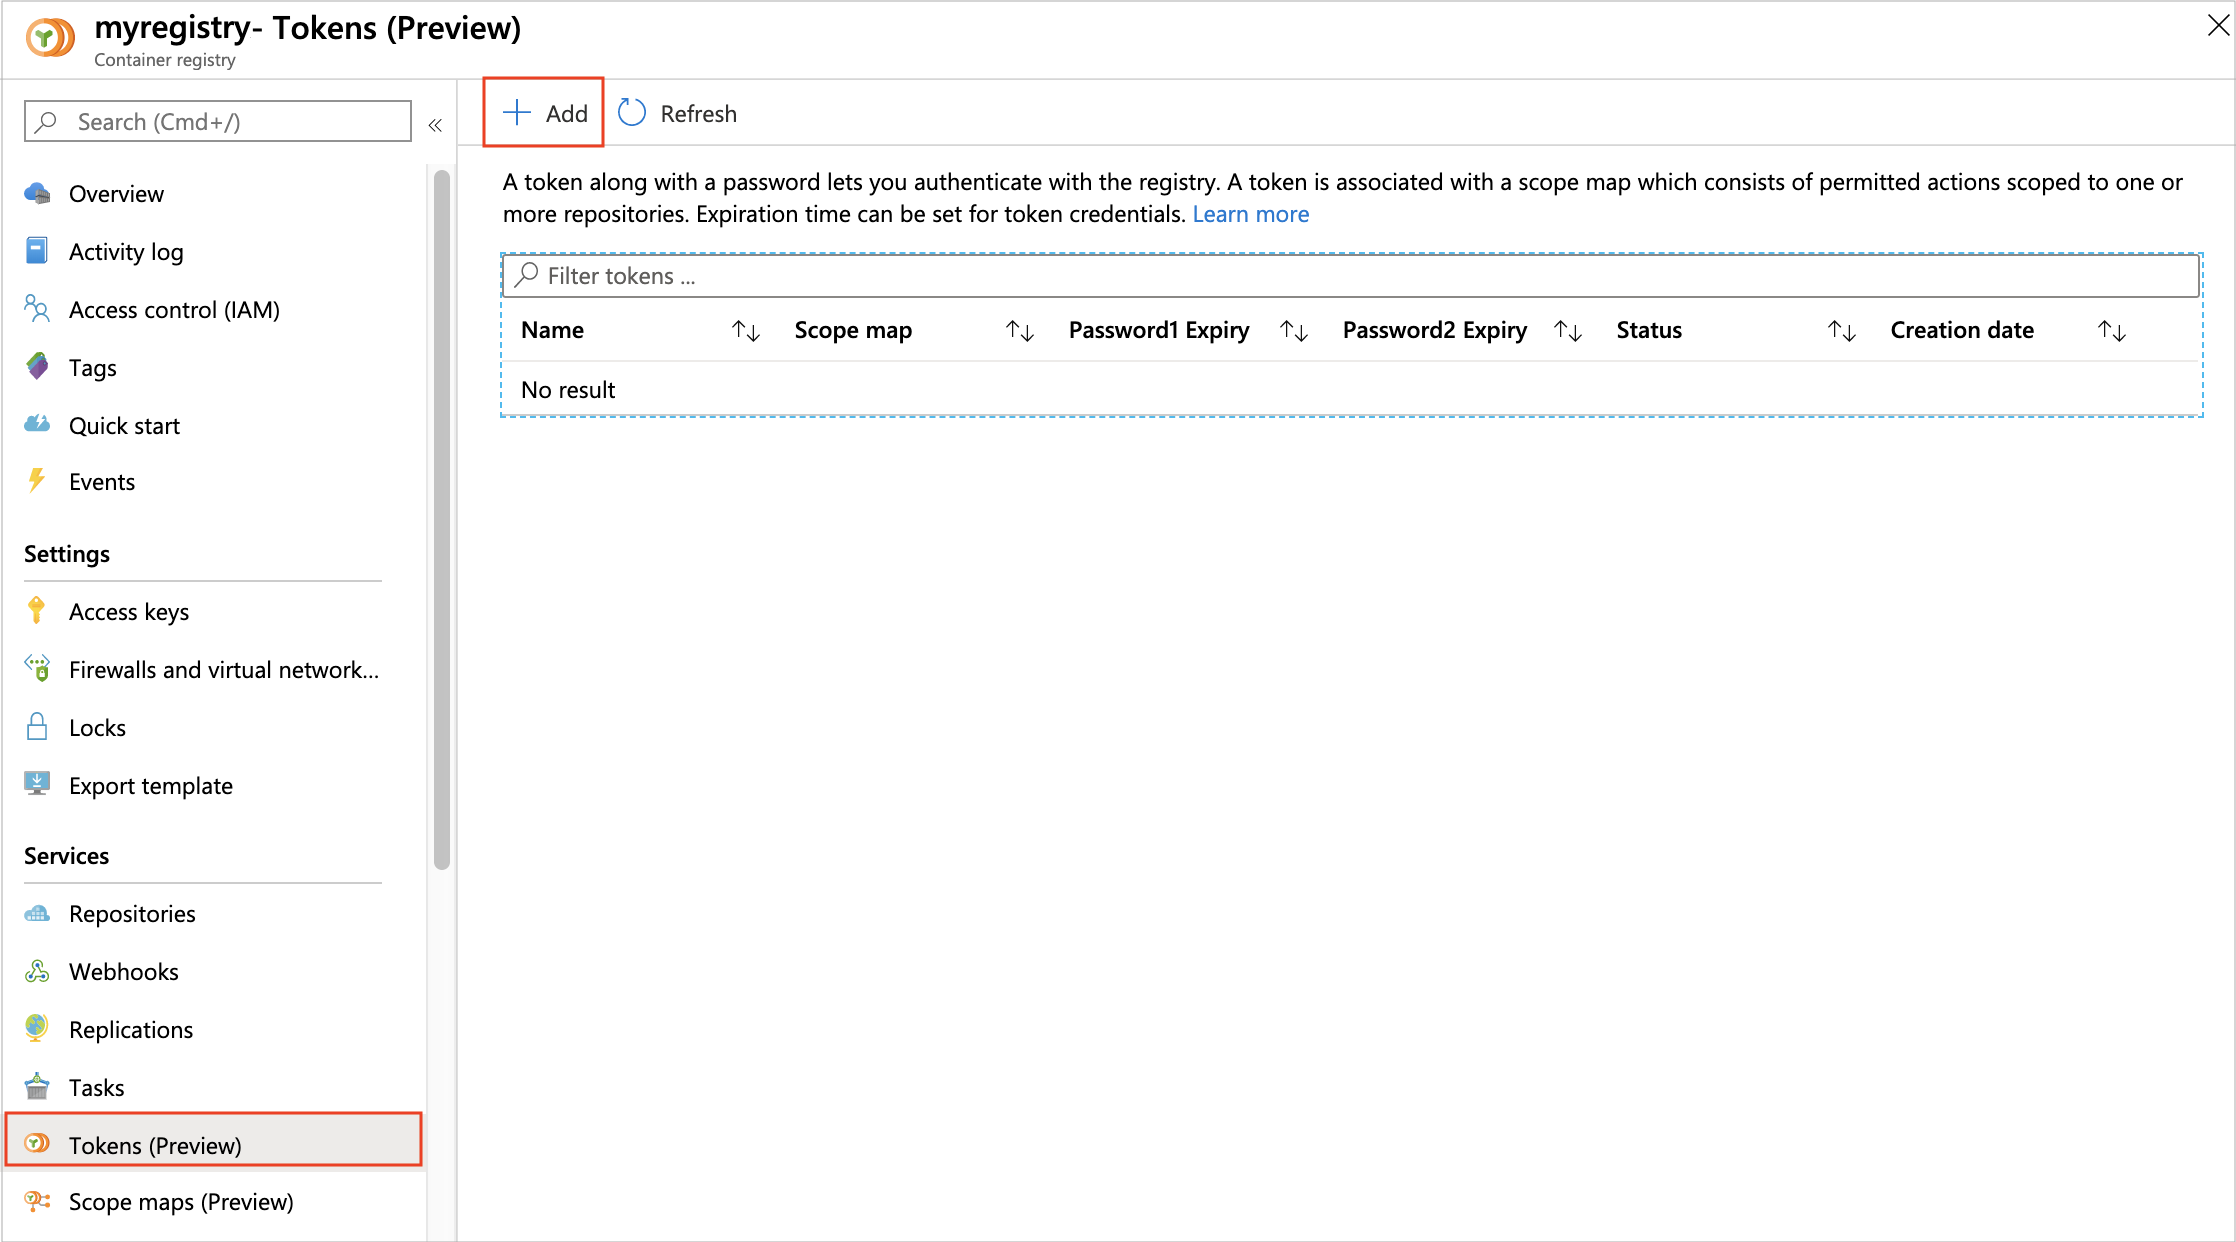 myregistry- Tokens (Preview)
Container registry
Search (Cmd+/)
«
Overview
Activity log
Access control (IAM)
Tags
Quick start
Events
Settings
Access keys
Firewalls and virtual network...
Locks
Export template
Services
Repositories
Webhooks
Replications
Tasks
Tokens (Preview)
Scope maps (Preview)
Add
Refresh
A token along with a password lets you authenticate with the registry. A token is associated with a scope map which consists of permitted actions scoped to one or
more repositories. Expiration time can be set for token credentials. Learn more
Filter tokens ...
Name ↑↓ Scope map ↑↓ Password1 Expiry ↑↓ Password2 Expiry ↑↓ Status ↑↓ Creation date ↑↓
No result